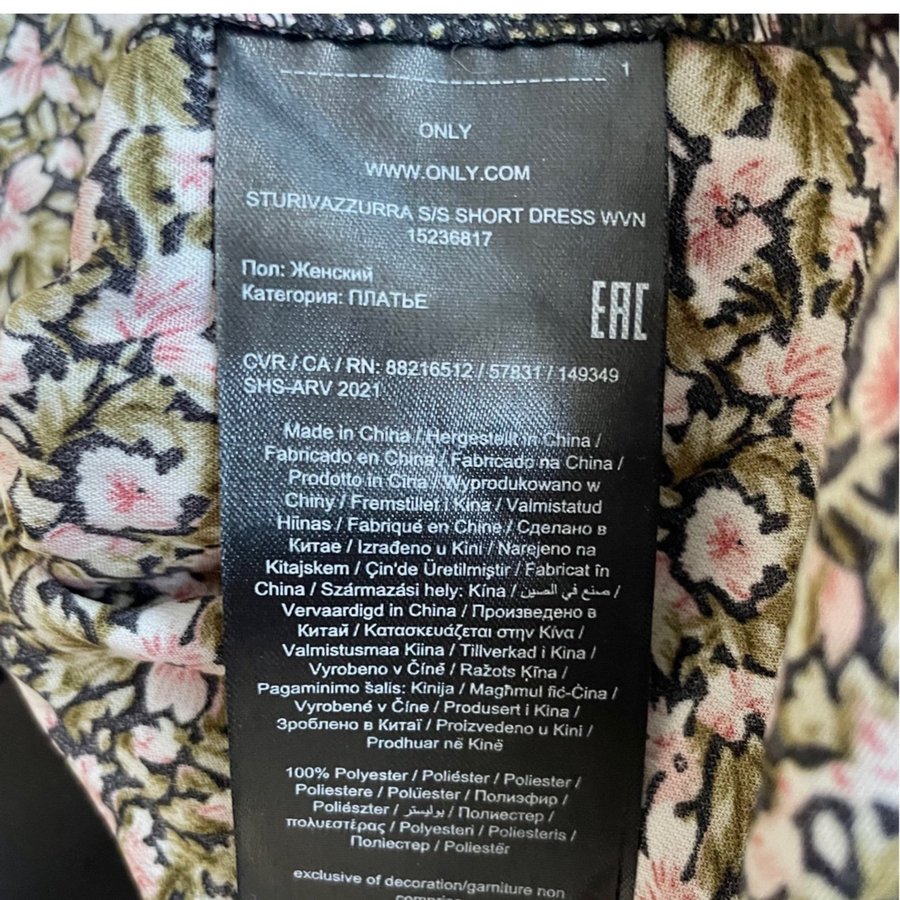 1
ONLY
WWW.ONLY.COM
STURIVAZZURRA S/S SHORT DRESS WVN
15236817
Пол: Женский
Категория: ПЛАТЬЕ
EAC
CVR / CA / RN: 88216512 / 57831 / 149349
SHS-ARV 2021
Made in China / Hergestellt in China /
Fabricado en China / Fabricado na China /
Prodotto in Cina / Wyprodukowano w
Chiny / Fremstillet i Kina / Valmistatud
Hiinas / Fabriqué en Chine / Сделано в
Китае / Izrađeno u Kini / Narejeno na
Kitajskem / Çin'de Üretilmiştir / Fabricat în
China / Származási hely: Kína / صنع في الصين /
Vervaardigd in China / Произведено в
Китай / Κατασκευάζεται στην Κίνα /
Valmistusmaa Kiina / Tillverkad i Kina /
Vyrobeno v Číně / Ražots Ķīna /
Pagaminimo šalis: Kinija / Magħmul fiċ-Ċina /
Vyrobené v Číne / Produsert i Kina /
Зроблено в Китаї / Proizvedeno u Kini /
Prodhuar në Kinë
100% Polyester / Poliéster / Poliester /
Poliestere / Polüester / Полиэфир /
Poliészter / بوليستر / Полиестер /
πολυεστέρας / Polyesteri / Poliesteris /
Поліестер / Poliestër
exclusive of decoration/garniture non
comprise